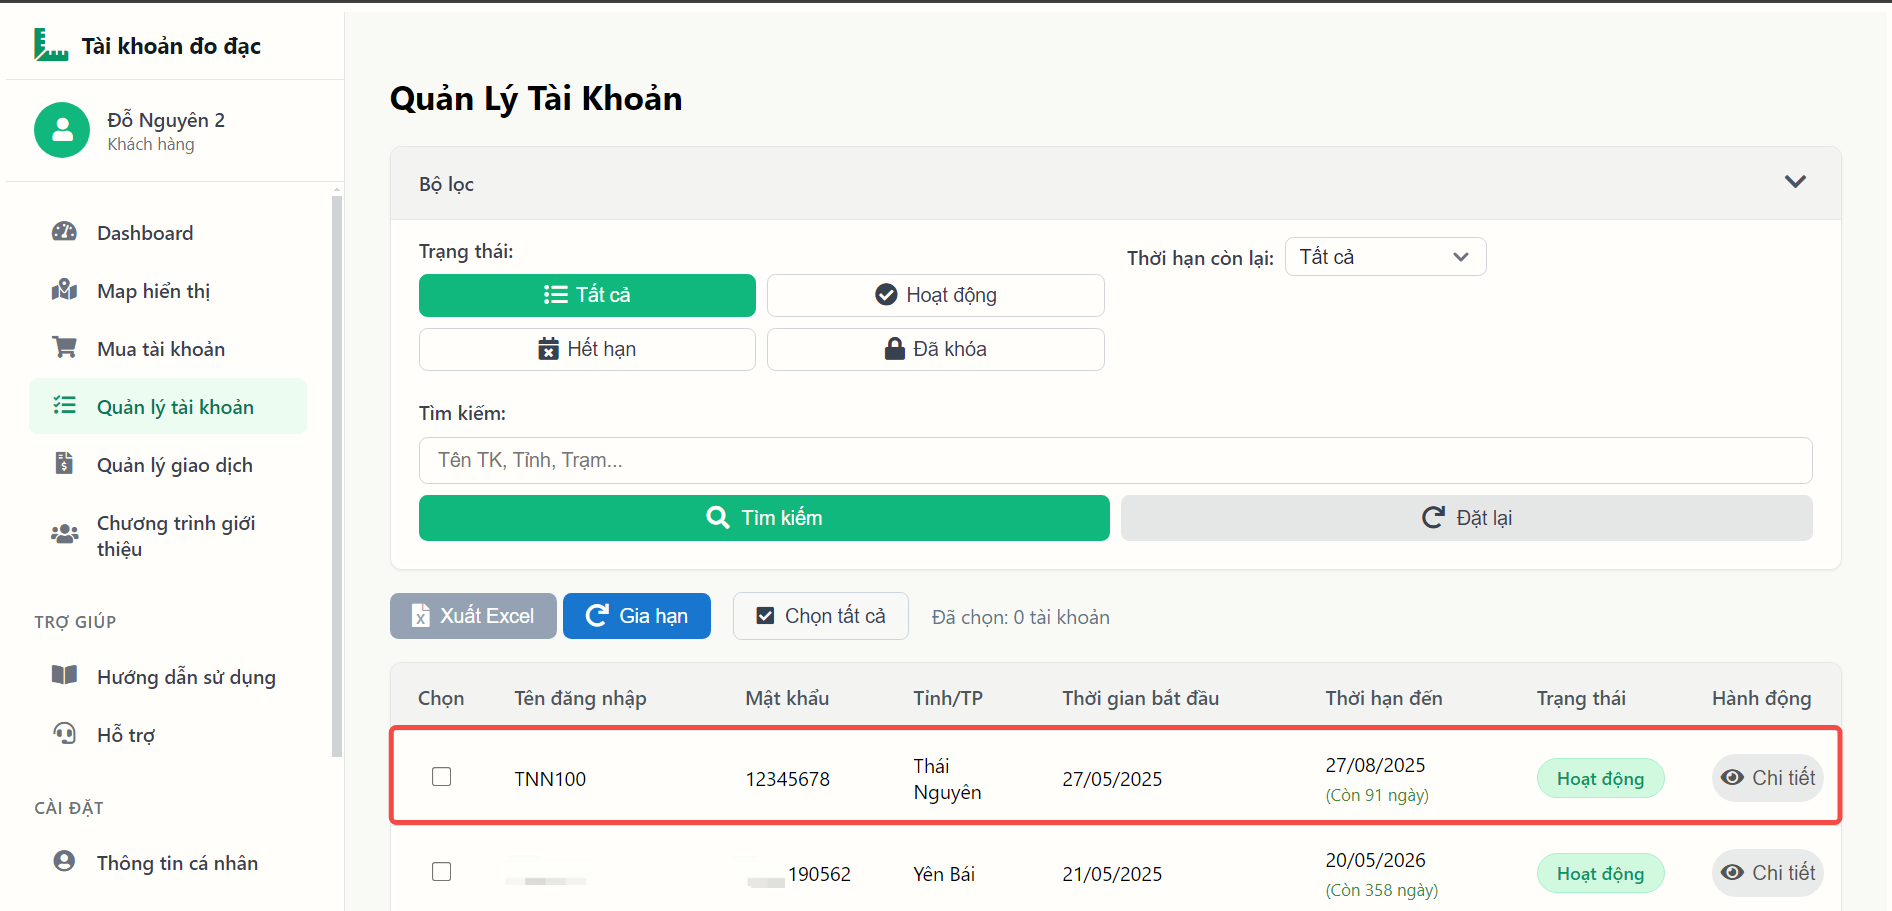 Tài khoản đo đạc
Đỗ Nguyên 2
Khách hàng
Dashboard
Map hiển thị
Mua tài khoản
Quản lý tài khoản
Quản lý giao dịch
Chương trình giới
thiệu
TRỢ GIÚP
Hướng dẫn sử dụng
Hỗ trợ
CÀI ĐẶT
Thông tin cá nhân
Quản Lý Tài Khoản
Bộ lọc
Trạng thái:
Thời hạn còn lại: Tất cả
Tất cả
Hoạt động
Hết hạn
Đã khóa
Tìm kiếm:
Tên TK, Tỉnh, Trạm...
Tìm kiếm
Đặt lại
Xuất Excel
Gia hạn
Chọn tất cả
Đã chọn: 0 tài khoản
Chọn Tên đăng nhập Mật khẩu Tỉnh/TP Thời gian bắt đầu Thời hạn đến Trạng thái Hành động
TNN100 12345678 Thái Nguyên 27/05/2025 27/08/2025 (Còn 91 ngày) Hoạt động Chi tiết
190562 Yên Bái 21/05/2025 20/05/2026 (Còn 358 ngày) Hoạt động Chi tiết